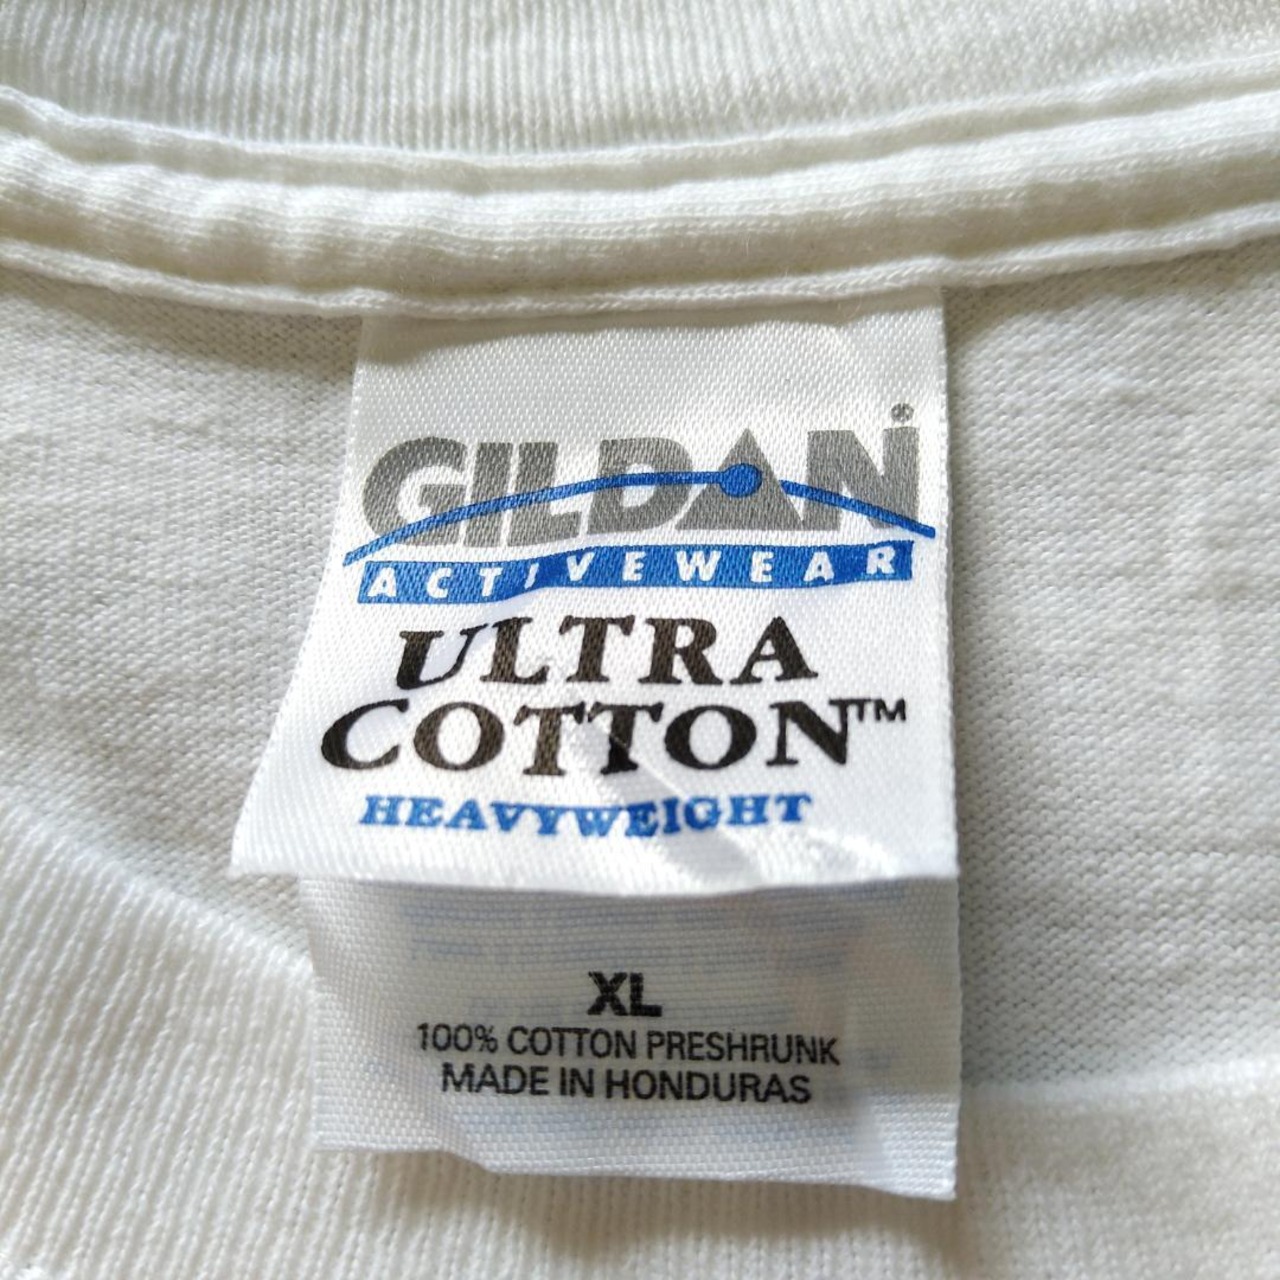 GILDAN®
ACTIVEWEAR
ULTRA
COTTON™
HEAVYWEIGHT
XL
100% COTTON PRESHRUNK
MADE IN HONDURAS